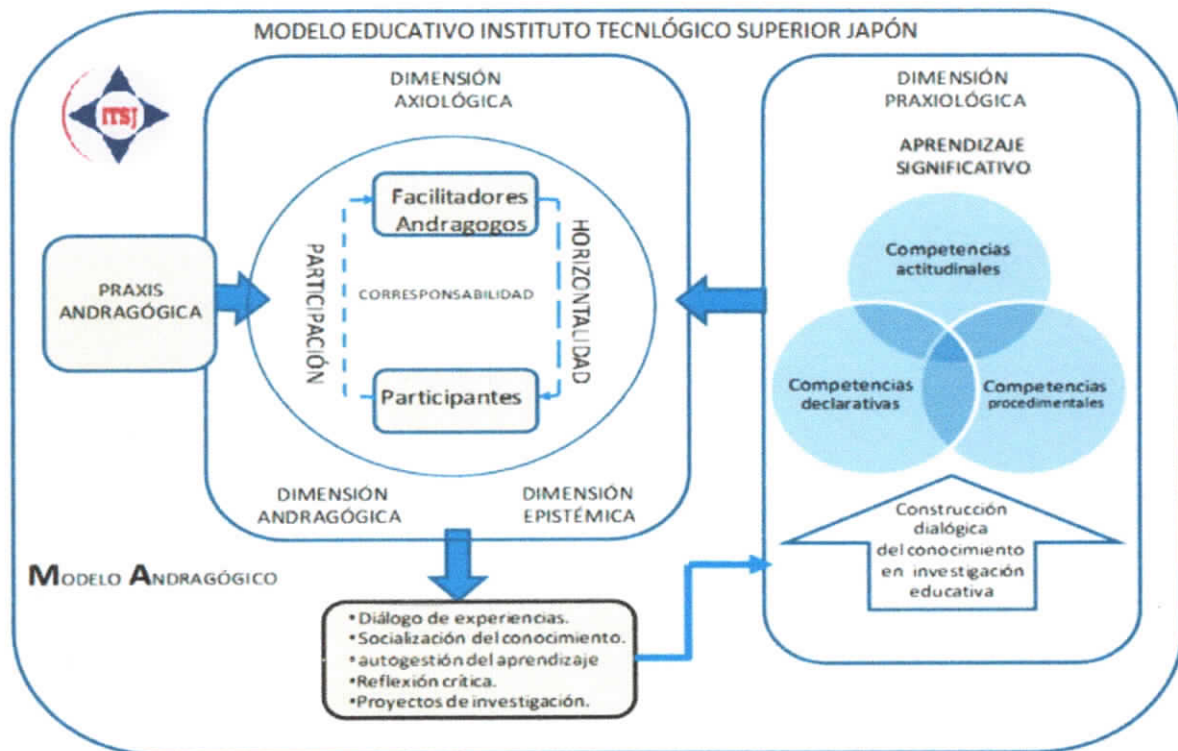 MODELO EDUCATIVO INSTITUTO TECNLÓGICO SUPERIOR JAPÓN
ITSJ
DIMENSIÓN
AXIOLÓGICA
Facilitadores
Andragogos
PARTICIPACIÓN
CORRESPONSABILIDAD
HORIZONTALIDAD
Participantes
PRAXIS
ANDRAGÓGICA
DIMENSIÓN
ANDRAGÓGICA
DIMENSIÓN
EPISTÉMICA
MODELO ANDRAGÓGICO
•Diálogo de experiencias.
•Socialización del conocimiento.
•autogestión del aprendizaje
•Reflexión crítica.
•Proyectos de investigación.
DIMENSIÓN
PRAXIOLÓGICA
APRENDIZAJE
SIGNIFICATIVO
Competencias
actitudinales
Competencias
declarativas
Competencias
procedimentales
Construcción
dialógica
del conocimiento
en investigación
educativa